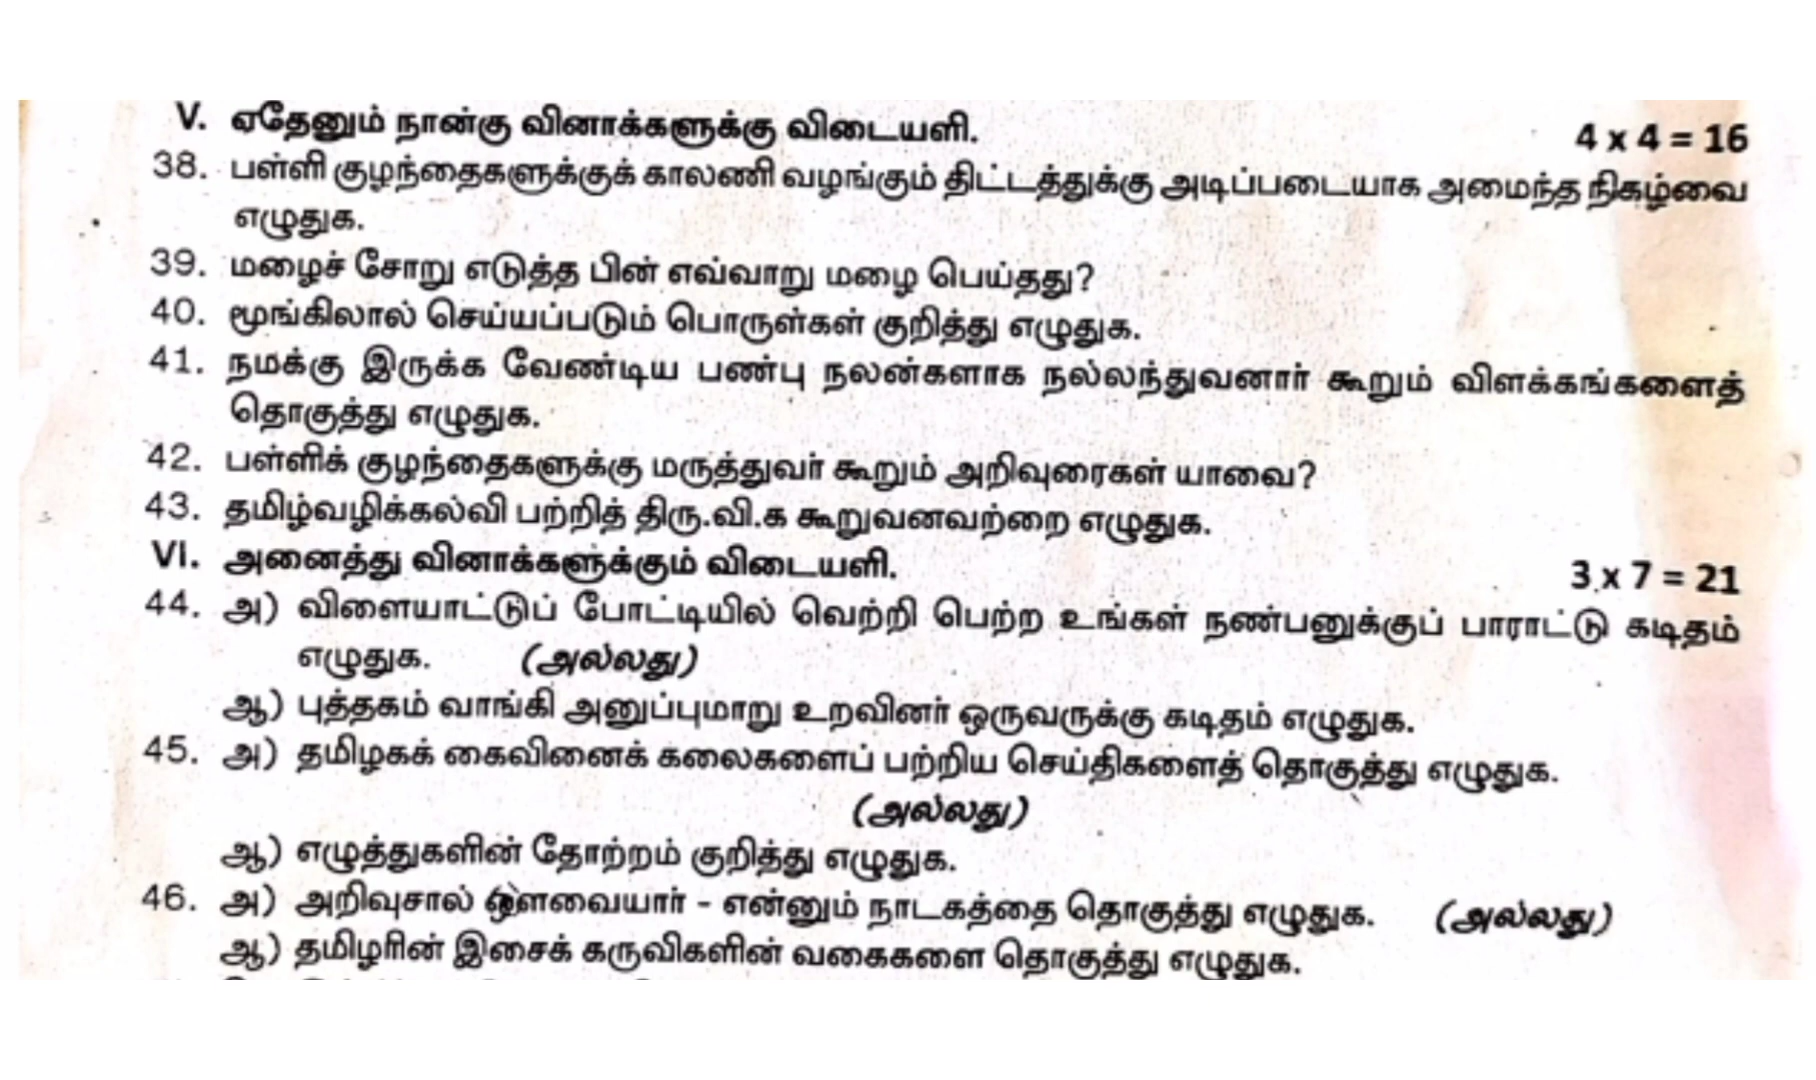 V. ஏதேனும் நான்கு வினாக்களுக்கு விடையளி. 4 x 4 = 16
38. பள்ளி குழந்தைகளுக்குக் காலணி வழங்கும் திட்டத்துக்கு அடிப்படையாக அமைந்த நிகழ்வை
எழுதுக.
39. மழைச் சோறு எடுத்த பின் எவ்வாறு மழை பெய்தது?
40. மூங்கிலால் செய்யப்படும் பொருள்கள் குறித்து எழுதுக.
41. நமக்கு இருக்க வேண்டிய பண்பு நலன்களாக நல்லந்துவனார் கூறும் விளக்கங்களைத்
தொகுத்து எழுதுக.
42. பள்ளிக் குழந்தைகளுக்கு மருத்துவர் கூறும் அறிவுரைகள் யாவை?
43. தமிழ்வழிக்கல்வி பற்றித் திரு.வி.க கூறுவனவற்றை எழுதுக.
VI. அனைத்து வினாக்களுக்கும் விடையளி. 3 x 7 = 21
44. அ) விளையாட்டுப் போட்டியில் வெற்றி பெற்ற உங்கள் நண்பனுக்குப் பாராட்டு கடிதம்
எழுதுக. (அல்லது)
ஆ) புத்தகம் வாங்கி அனுப்புமாறு உறவினர் ஒருவருக்கு கடிதம் எழுதுக.
45. அ) தமிழகக் கைவினைக் கலைகளைப் பற்றிய செய்திகளைத் தொகுத்து எழுதுக.
(அல்லது)
ஆ) எழுத்துகளின் தோற்றம் குறித்து எழுதுக.
46. அ) அறிவுசால் ஔவையார் - என்னும் நாடகத்தை தொகுத்து எழுதுக. (அல்லது)
ஆ) தமிழரின் இசைக் கருவிகளின் வகைகளை தொகுத்து எழுதுக.